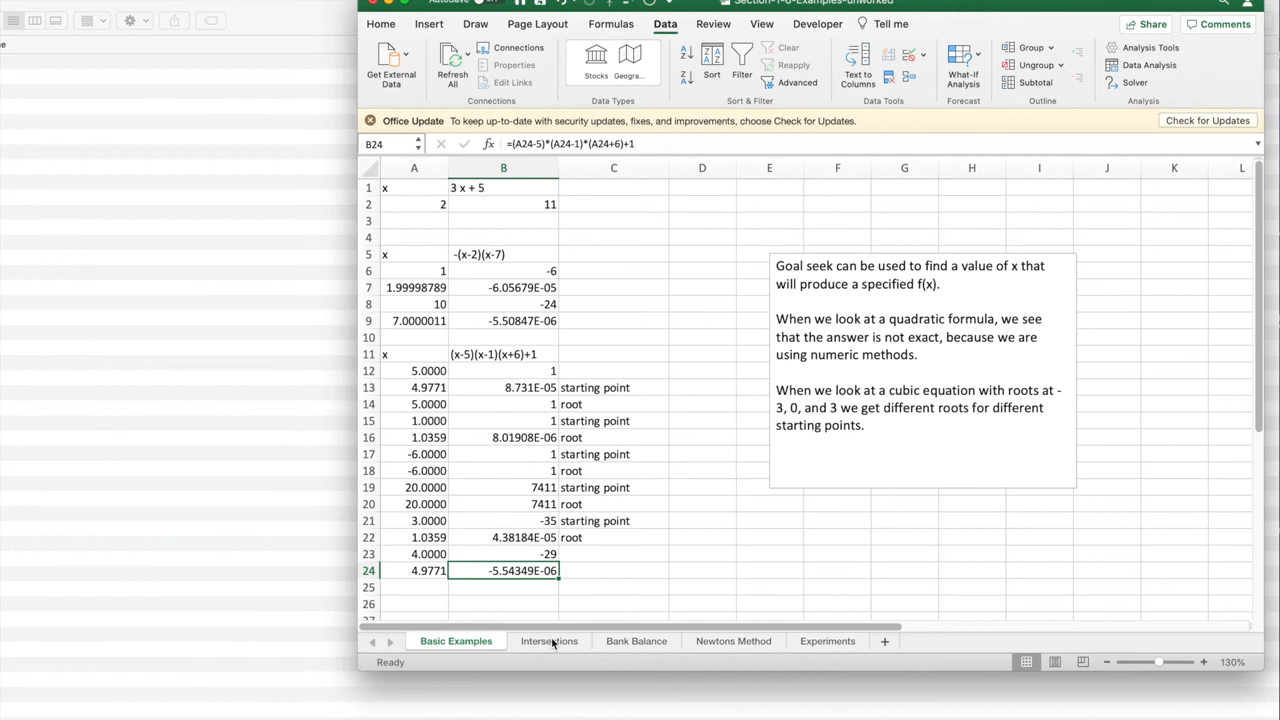 AutoSave
Section-1-6-Examples-unworked
Home Insert Draw Page Layout Formulas Data Review View Developer Tell me Share Comments
Get External Data
Refresh All
Connections
Properties
Edit Links
Connections
Stocks Geogra...
Data Types
Sort
Filter
Clear
Reapply
Advanced
Sort & Filter
Text to Columns
Data Tools
What-If Analysis
Forecast
Group
Ungroup
Subtotal
Outline
Analysis Tools
Data Analysis
Solver
Analysis
Office Update To keep up-to-date with security updates, fixes, and improvements, choose Check for Updates. Check for Updates
B24 fx =(A24-5)*(A24-1)*(A24+6)+1
A B C D E F G H I J K L
1 x 3 x + 5
2 2 11
3
4
5 x -(x-2)(x-7)
6 1 -6
7 1.99998789 -6.05679E-05
8 10 -24
9 7.0000011 -5.50847E-06
10
11 x (x-5)(x-1)(x+6)+1
12 5.0000 1
13 4.9771 8.731E-05 starting point
14 5.0000 1 root
15 1.0000 1 starting point
16 1.0359 8.01908E-06 root
17 -6.0000 1 starting point
18 -6.0000 1 root
19 20.0000 7411 starting point
20 20.0000 7411 root
21 3.0000 -35 starting point
22 1.0359 4.38184E-05 root
23 4.0000 -29
24 4.9771 -5.54349E-06
25
26
27
Goal seek can be used to find a value of x that
will produce a specified f(x).
When we look at a quadratic formula, we see
that the answer is not exact, because we are
using numeric methods.
When we look at a cubic equation with roots at -
3, 0, and 3 we get different roots for different
starting points.
Basic Examples Intersections Bank Balance Newtons Method Experiments +
Ready 130%